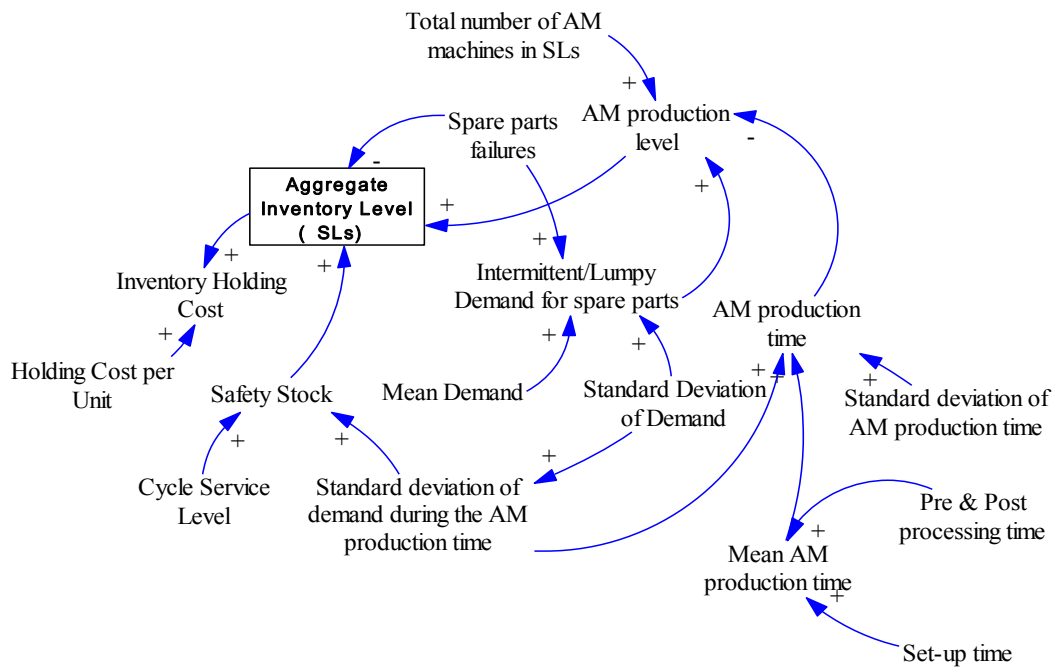 Total number of AM
machines in SLs
+
AM production
level
-
Spare parts
failures
-
Aggregate
Inventory Level
( SLs)
+
+
+
+
+
Inventory Holding
Cost
Intermittent/Lumpy
Demand for spare parts
AM production
time
+
+
+
Holding Cost per
Unit
Safety Stock
Mean Demand
Standard Deviation
of Demand
+
+
+
Standard deviation of
AM production time
+
+
+
Cycle Service
Level
Standard deviation of
demand during the AM
production time
Pre & Post
processing time
+
Mean AM
production time
+
Set-up time